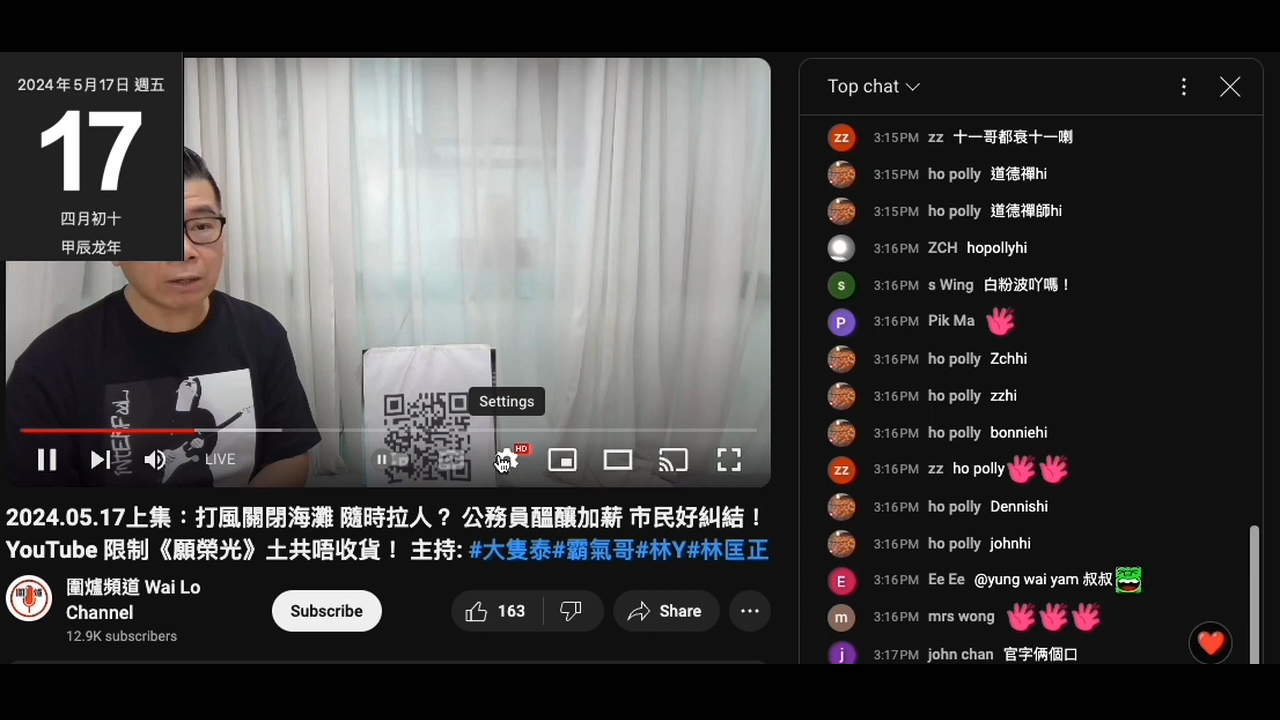 2024年5月17日 週五
17
四月初十
甲辰龙年
INTERPOL
Settings
HD
LIVE
2024.05.17上集：打風關閉海灘 隨時拉人？ 公務員醞釀加薪 市民好糾結！
YouTube 限制《願榮光》土共唔收貨！ 主持: #大隻泰#霸氣哥#林Y#林匡正
圍爐頻道 Wai Lo
Channel
12.9K subscribers
Subscribe
163
Share
Top chat
zz 3:15PM zz 十一哥都衰十一喇
3:15PM ho polly 道德禪hi
3:15PM ho polly 道德禪師hi
3:16PM ZCH hopollyhi
s 3:16PM s Wing 白粉波吖嗎！
P 3:16PM Pik Ma
3:16PM ho polly Zchhi
3:16PM ho polly zzhi
3:16PM ho polly bonniehi
zz 3:16PM zz ho polly
3:16PM ho polly Dennishi
3:16PM ho polly johnhi
E 3:16PM Ee Ee @yung wai yam 叔叔
m 3:16PM mrs wong
j 3:17PM john chan 官字倆個口